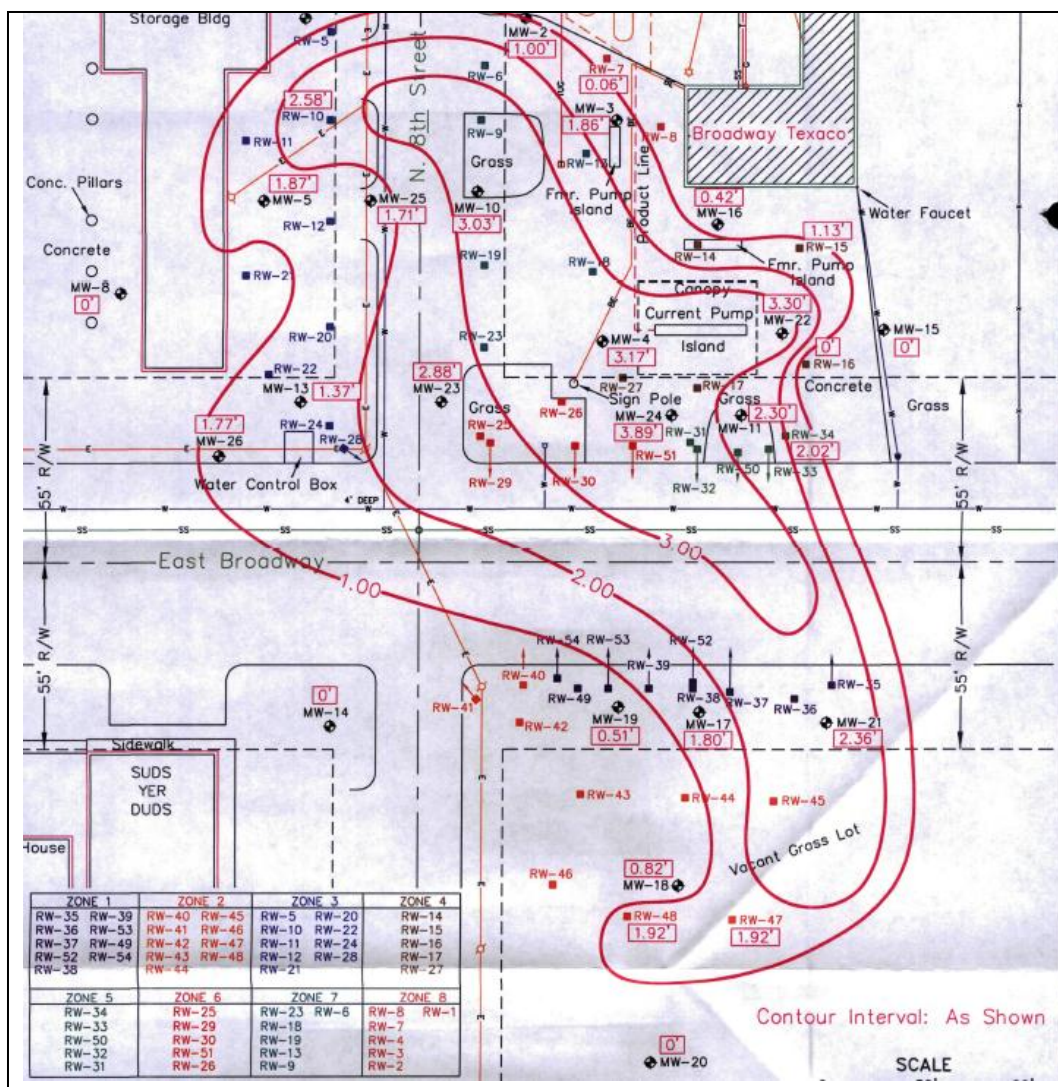 Storage Bldg
RW-5
MW-2
1.00'
RW-7
0.06'
RW-6
N. 8th Street
2.58'
RW-10
RW-9
MW-3
1.86'
RW-8
Broadway Texaco
RW-11
Grass
RW-13
Conc. Pillars
1.87'
MW-5
MW-25
1.71'
MW-10
3.03'
Fmr. Pump
Island
Product Line
0.42'
MW-16
Water Faucet
RW-12
Concrete
1.13'
RW-15
RW-14
MW-8
0'
RW-21
RW-19
RW-18
Fmr. Pump
Island
Canopy
3.30'
MW-22
Current Pump
Island
RW-20
RW-23
MW-4
3.17'
MW-15
0'
0'
RW-16
RW-22
MW-13
1.37'
2.88'
MW-23
RW-27
RW-17
Concrete
Sign Pole
Grass
Grass
Grass
1.77'
MW-26
RW-24
RW-28
RW-25
RW-26
MW-24
3.89'
MW-11
2.30'
RW-34
2.02'
RW-31
RW-51
RW-50
RW-33
RW-29
RW-30
RW-32
Water Control Box
4" DEEP
55' R/W
55' R/W
East Broadway
1.00
2.00
3.00
55' R/W
55' R/W
RW-54
RW-53
RW-52
RW-40
RW-39
RW-41
RW-49
RW-38
RW-37
RW-35
RW-36
0'
MW-14
RW-42
MW-19
0.51'
MW-17
1.80'
MW-21
2.36'
Sidewalk
SUDS
YER
DUDS
House
RW-43
RW-44
RW-45
Vacant Grass Lot
RW-46
0.82'
MW-18
RW-48
1.92'
RW-47
1.92'
ZONE 1 ZONE 2 ZONE 3 ZONE 4
RW-35 RW-39 RW-40 RW-45 RW-5 RW-20 RW-14
RW-36 RW-53 RW-41 RW-46 RW-10 RW-22 RW-15
RW-37 RW-49 RW-42 RW-47 RW-11 RW-24 RW-16
RW-52 RW-54 RW-43 RW-48 RW-12 RW-28 RW-17
RW-38 RW-44 RW-21 RW-27
ZONE 5 ZONE 6 ZONE 7 ZONE 8
RW-34 RW-25 RW-23 RW-6 RW-8 RW-1
RW-33 RW-29 RW-18 RW-7
RW-50 RW-30 RW-19 RW-4
RW-32 RW-51 RW-13 RW-3
RW-31 RW-26 RW-9 RW-2
0'
MW-20
Contour Interval: As Shown
SCALE